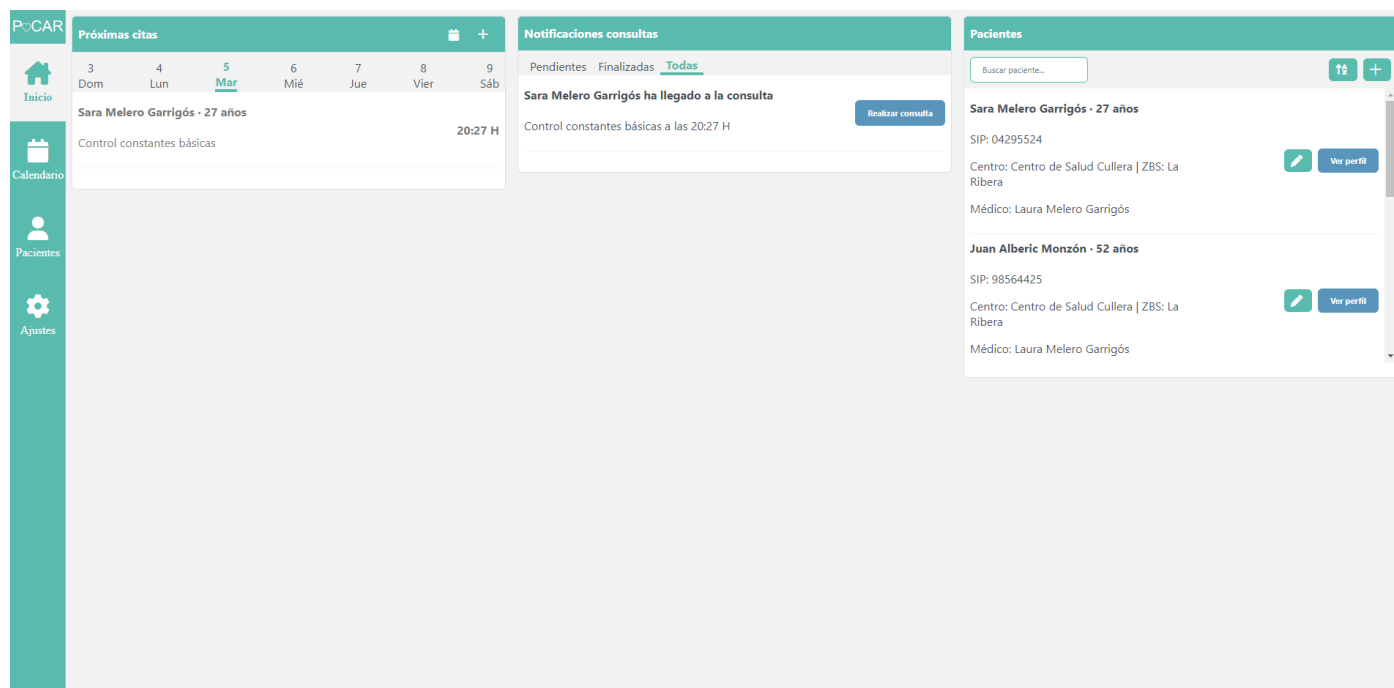 P♡CAR
Inicio
Calendario
Pacientes
Ajustes
Próximas citas
3 4 5 6 7 8 9
Dom Lun Mar Mié Jue Vier Sáb
Sara Melero Garrigós · 27 años
20:27 H
Control constantes básicas
Notificaciones consultas
Pendientes Finalizadas Todas
Sara Melero Garrigós ha llegado a la consulta
Realizar consulta
Control constantes básicas a las 20:27 H
Pacientes
Buscar paciente...
Sara Melero Garrigós · 27 años
SIP: 04295524
Ver perfil
Centro: Centro de Salud Cullera | ZBS: La
Ribera
Médico: Laura Melero Garrigós
Juan Alberic Monzón · 52 años
SIP: 98564425
Ver perfil
Centro: Centro de Salud Cullera | ZBS: La
Ribera
Médico: Laura Melero Garrigós